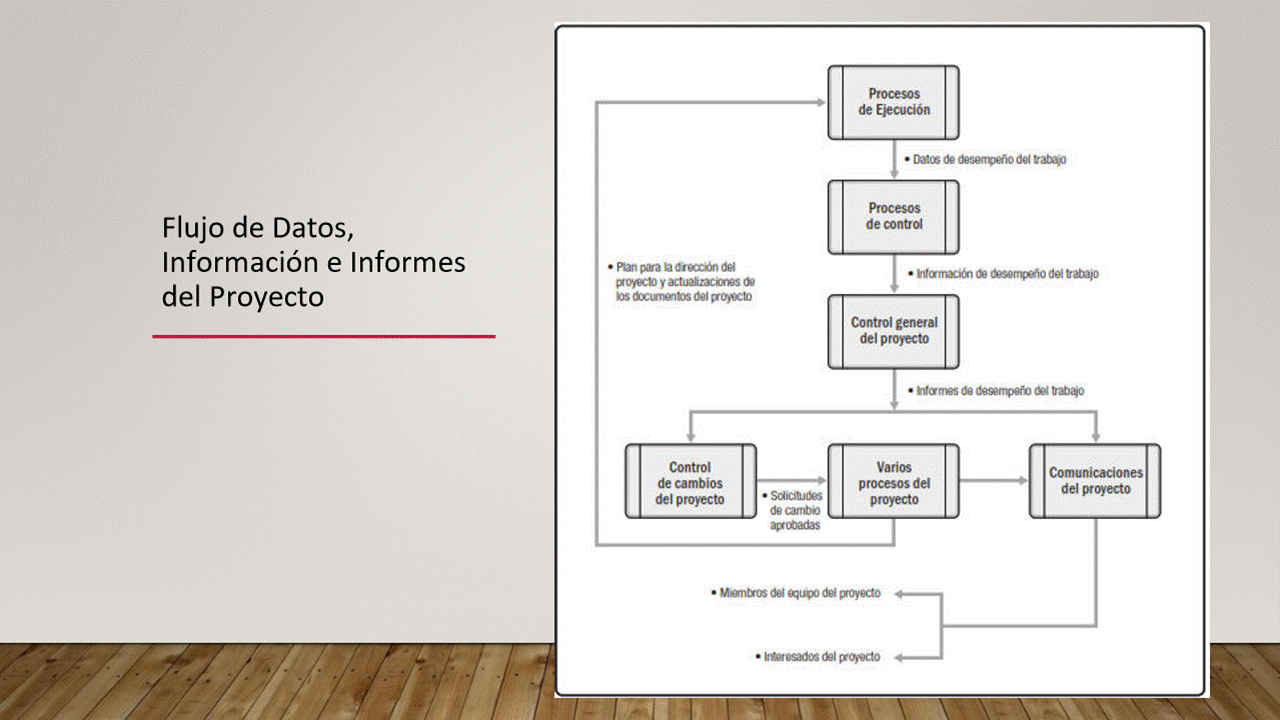 Flujo de Datos,
Información e Informes
del Proyecto
Procesos
de Ejecución
• Datos de desempeño del trabajo
Procesos
de control
• Plan para la dirección del
proyecto y actualizaciones de
los documentos del proyecto
• Información de desempeño del trabajo
Control general
del proyecto
• Informes de desempeño del trabajo
Control
de cambios
del proyecto
• Solicitudes
de cambio
aprobadas
Varios
procesos del
proyecto
Comunicaciones
del proyecto
• Miembros del equipo del proyecto
• Interesados del proyecto